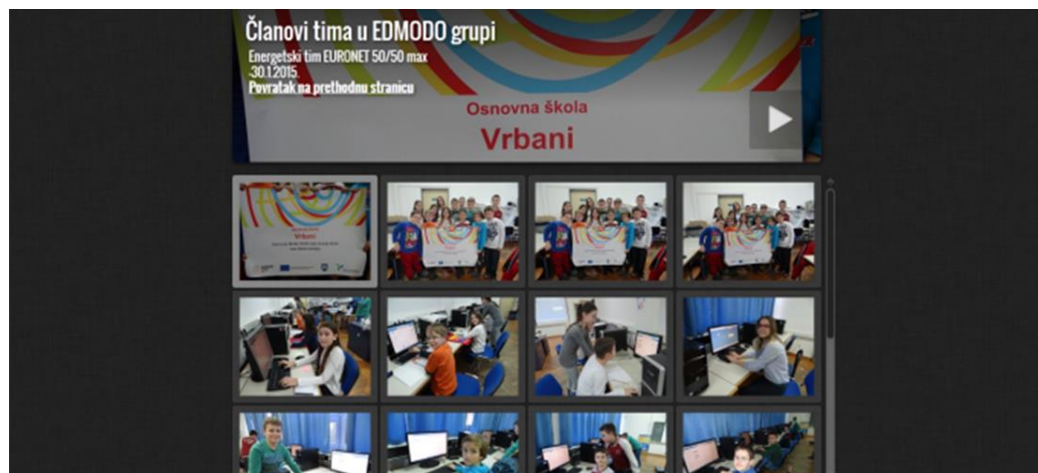 Članovi tima u EDMODO grupi
Energetski tim EURONET 50/50 max
-30.1.2015.
Povratak na prethodnu stranicu
Osnovna škola
Vrbani
Vrbani